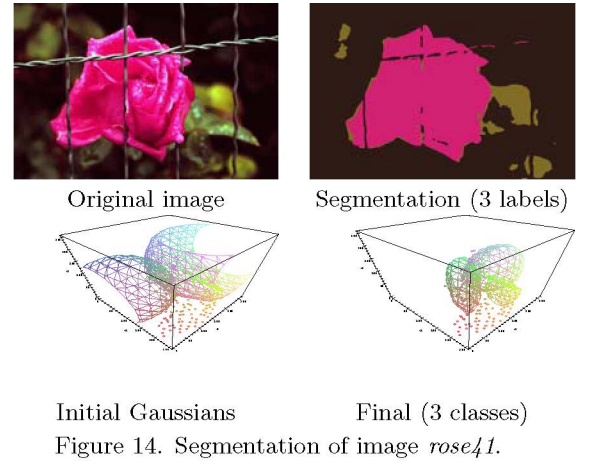 Original image
Segmentation (3 labels)
Initial Gaussians
Final (3 classes)
Figure 14. Segmentation of image rose41.